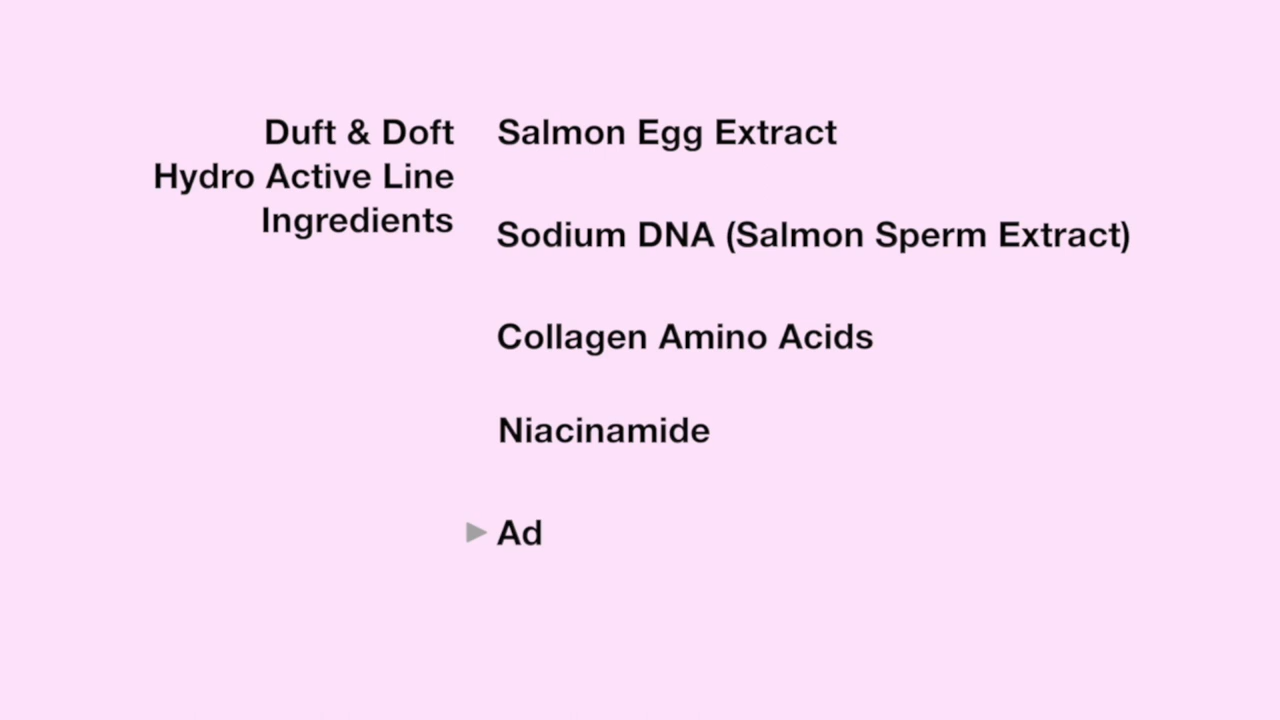 Duft & Doft
Hydro Active Line
Ingredients
Salmon Egg Extract
Sodium DNA (Salmon Sperm Extract)
Collagen Amino Acids
Niacinamide
Ad